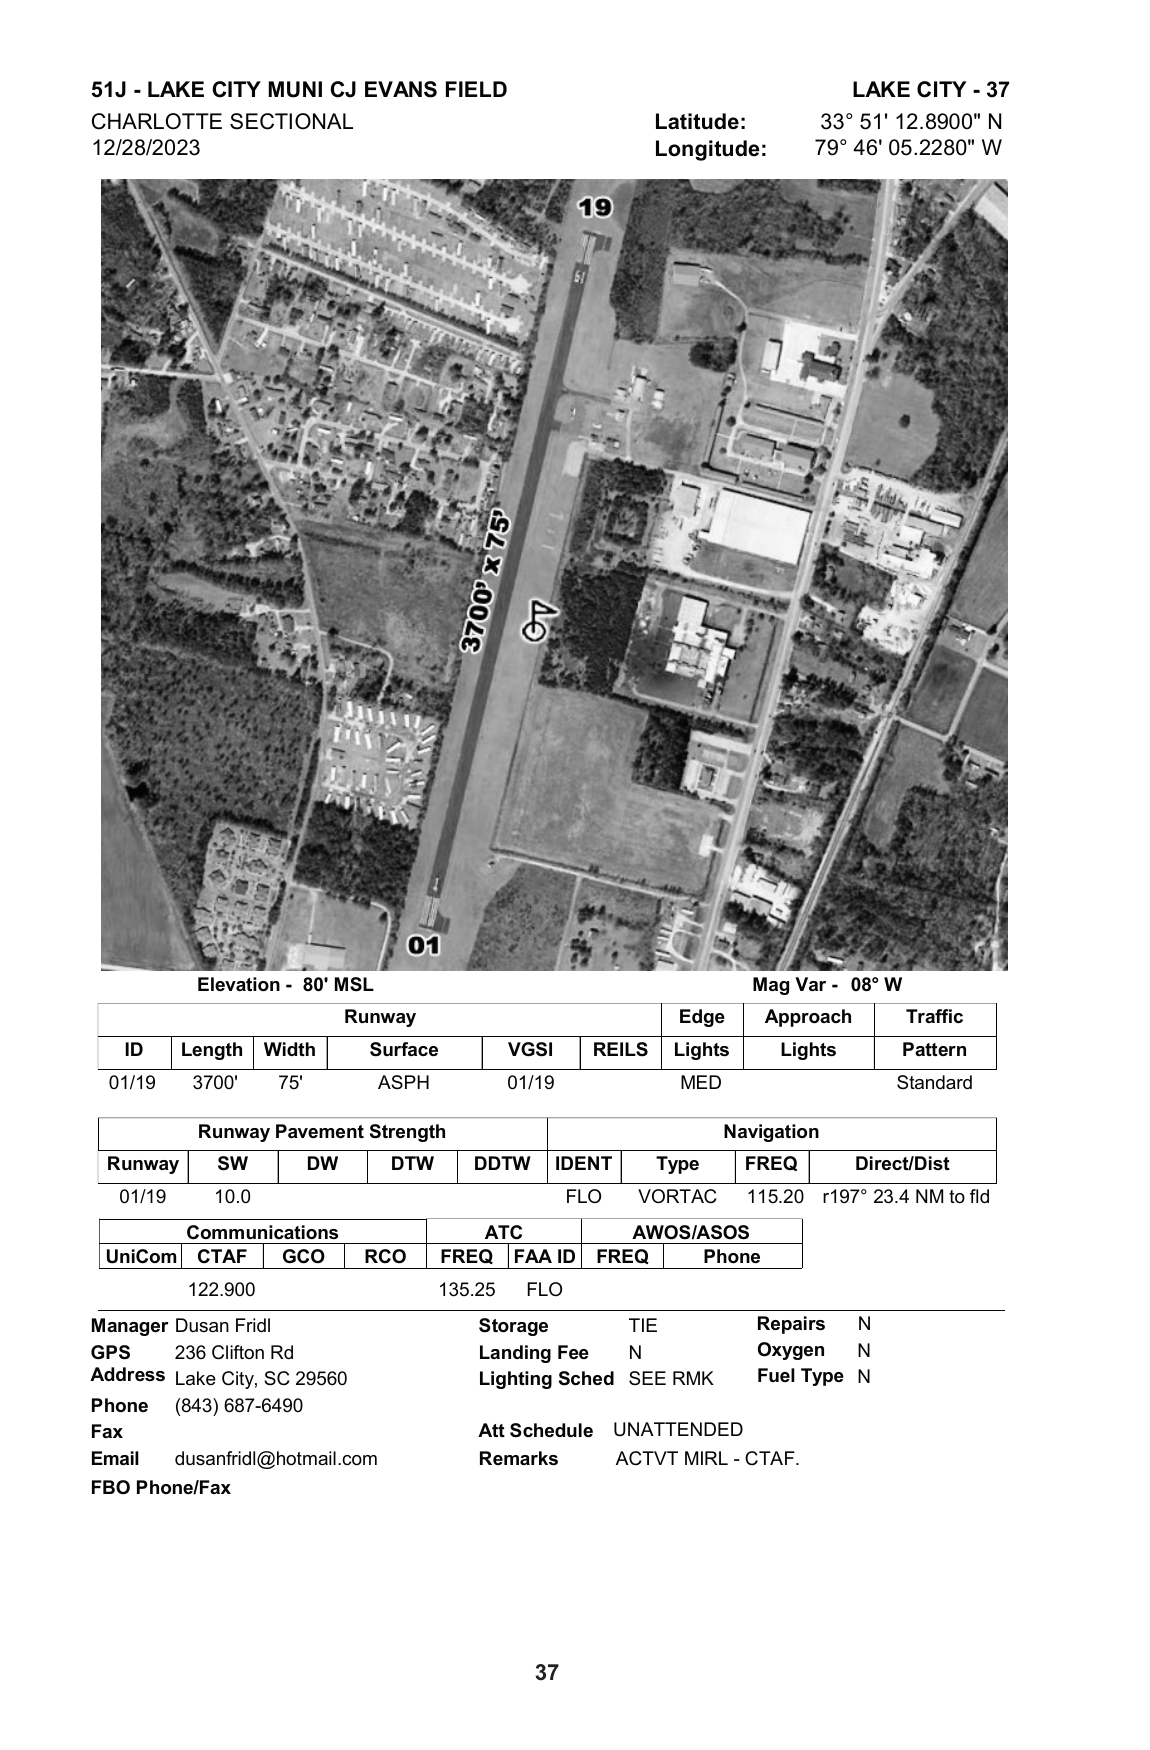 51J - LAKE CITY MUNI CJ EVANS FIELD LAKE CITY - 37
CHARLOTTE SECTIONAL Latitude: 33° 51' 12.8900" N
12/28/2023 Longitude: 79° 46' 05.2280" W
19
3700' x 75'
01
Elevation - 80' MSL Mag Var - 08° W
Runway Edge Approach Traffic
ID Length Width Surface VGSI REILS Lights Lights Pattern
01/19 3700' 75' ASPH 01/19 MED Standard
Runway Pavement Strength Navigation
Runway SW DW DTW DDTW IDENT Type FREQ Direct/Dist
01/19 10.0 FLO VORTAC 115.20 r197° 23.4 NM to fld
Communications ATC AWOS/ASOS
UniCom CTAF GCO RCO FREQ FAA ID FREQ Phone
122.900 135.25 FLO
Manager Dusan Fridl Storage TIE Repairs N
GPS 236 Clifton Rd Landing Fee N Oxygen N
Address Lake City, SC 29560 Lighting Sched SEE RMK Fuel Type N
Phone (843) 687-6490
Fax Att Schedule UNATTENDED
Email dusanfridl@hotmail.com Remarks ACTVT MIRL - CTAF.
FBO Phone/Fax
37